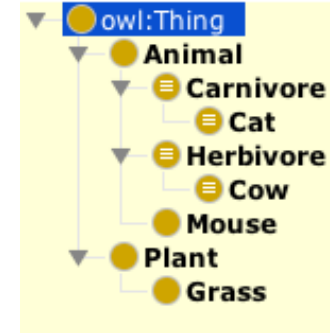 owl:Thing
Animal
Carnivore
Cat
Herbivore
Cow
Mouse
Plant
Grass